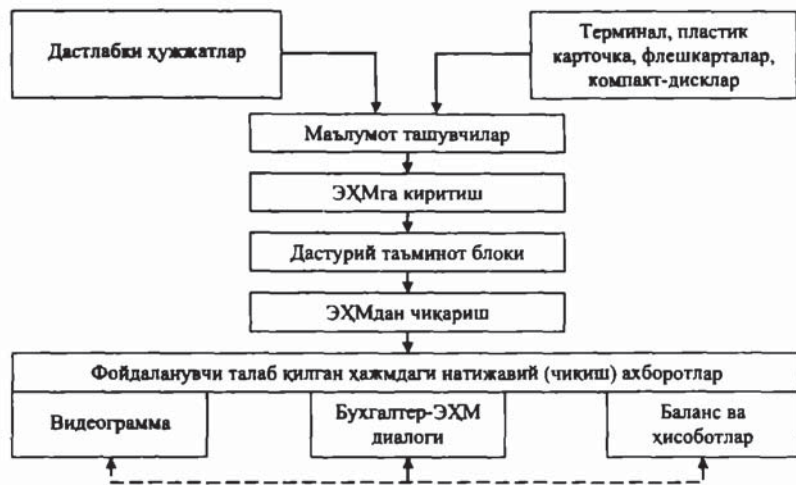 Дастлабки ҳужжатлар
Терминал, пластик
карточка, флешкарталар,
компакт-дисклар
Маълумот ташувчилар
ЭҲМга киритиш
Дастурий таъминот блоки
ЭҲМдан чиқариш
Фойдаланувчи талаб қилган ҳажмдаги натижавий (чиқиш) ахборотлар
Видеограмма
Бухгалтер-ЭҲМ
диалоги
Баланс ва
ҳисоботлар